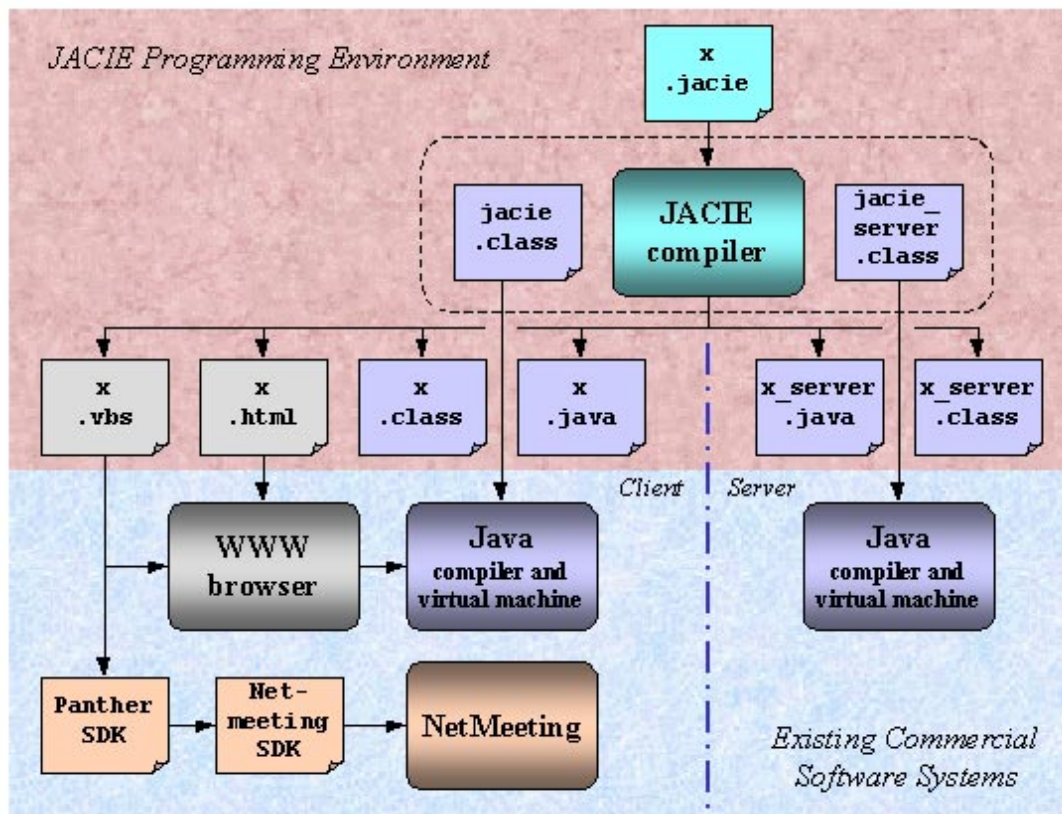 JACIE Programming Environment
x
.jacie
jacie
.class
JACIE
compiler
jacie_
server
.class
x
.vbs
x
.html
x
.class
x
.java
x_server
.java
x_server
.class
Client
Server
WWW
browser
Java
compiler and
virtual machine
Java
compiler and
virtual machine
Panther
SDK
Net-
meeting
SDK
NetMeeting
Existing Commercial
Software Systems